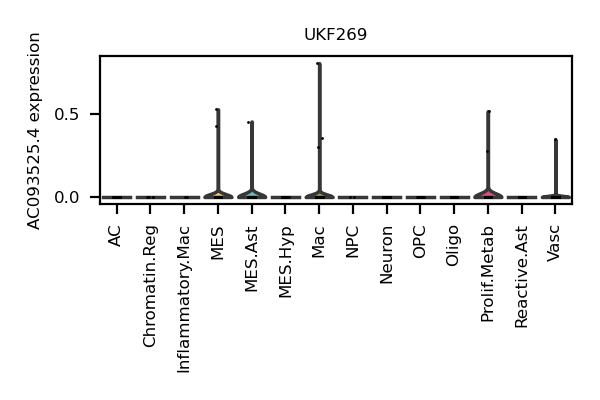 UKF269
AC093525.4 expression
0.5
0.0
AC
Chromatin.Reg
Inflammatory.Mac
MES
MES.Ast
MES.Hyp
Mac
NPC
Neuron
OPC
Oligo
Prolif.Metab
Reactive.Ast
Vasc